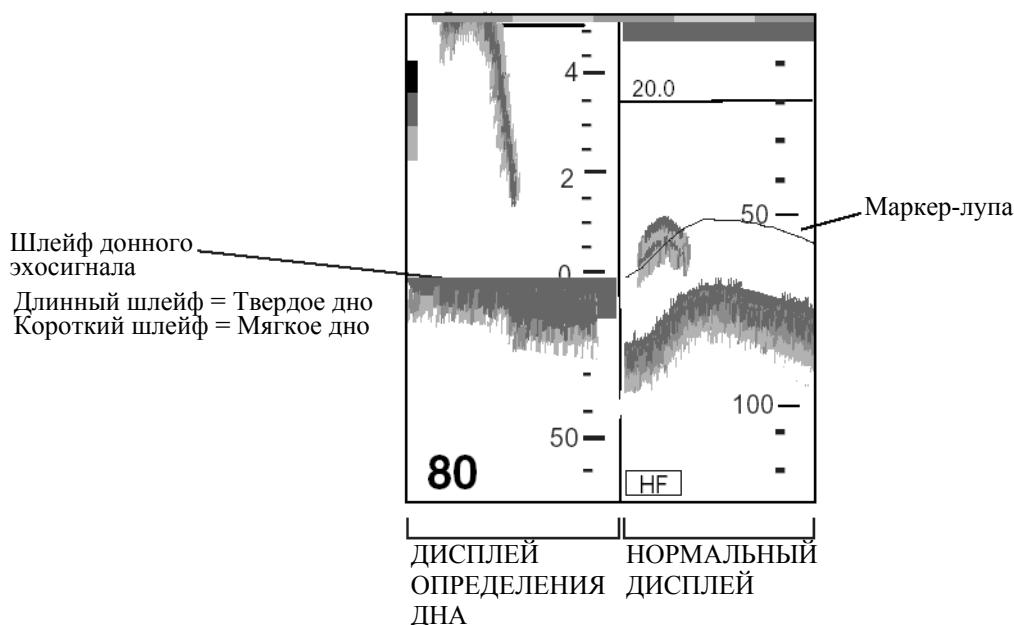 4
2
0
50
80
20.0
50
100
HF
Маркер-лупа
Шлейф донного
эхосигнала
Длинный шлейф = Твердое дно
Короткий шлейф = Мягкое дно
ДИСПЛЕЙ
ОПРЕДЕЛЕНИЯ
ДНА
НОРМАЛЬНЫЙ
ДИСПЛЕЙ